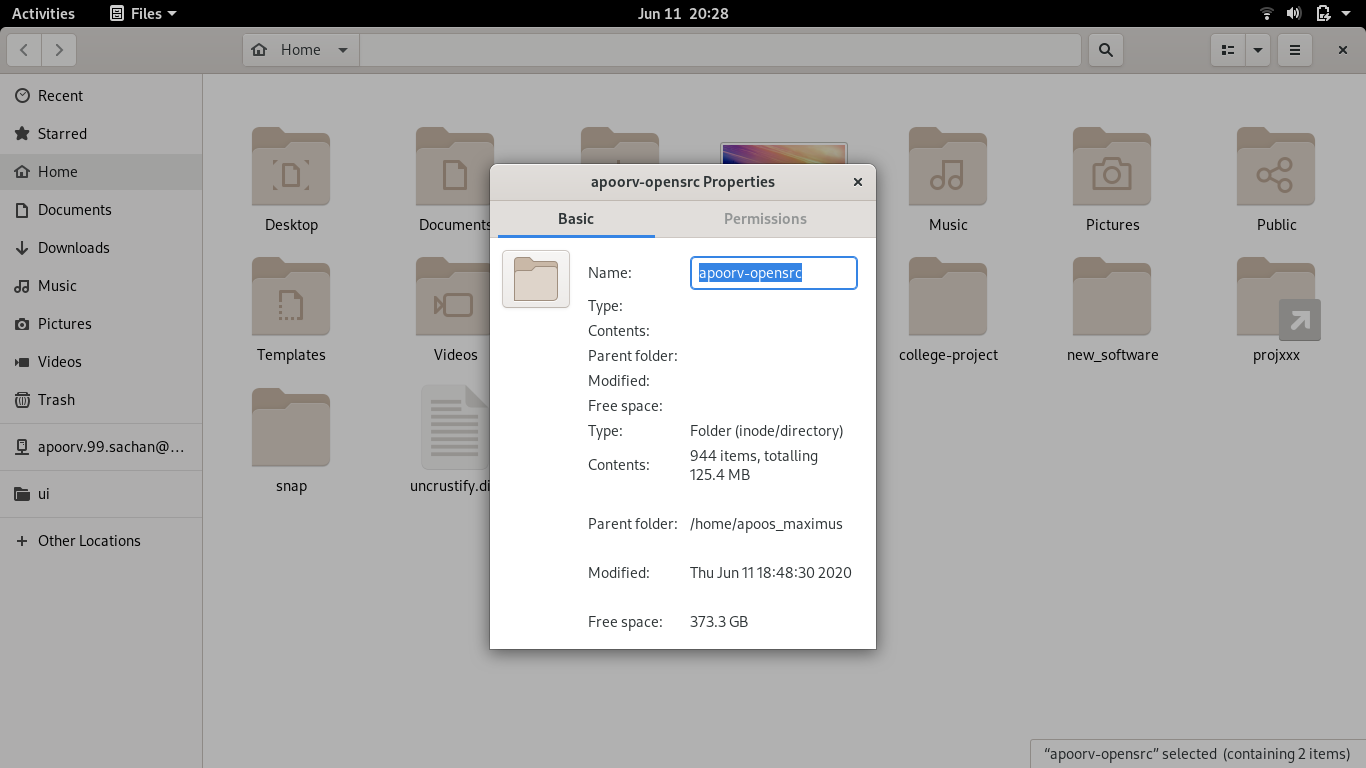 Activities
Files
Jun 11 20:28
Home
Recent
Starred
Home
Documents
Downloads
Music
Pictures
Videos
Trash
apoorv.99.sachan@...
ui
Other Locations
Desktop
Documents
Music
Pictures
Public
Templates
Videos
college-project
new_software
projxxx
snap
uncrustify.di
apoorv-opensrc Properties
Basic
Permissions
Name: apoorv-opensrc
Type:
Contents:
Parent folder:
Modified:
Free space:
Type: Folder (inode/directory)
Contents: 944 items, totalling
125.4 MB
Parent folder: /home/apoos_maximus
Modified: Thu Jun 11 18:48:30 2020
Free space: 373.3 GB
“apoorv-opensrc” selected (containing 2 items)